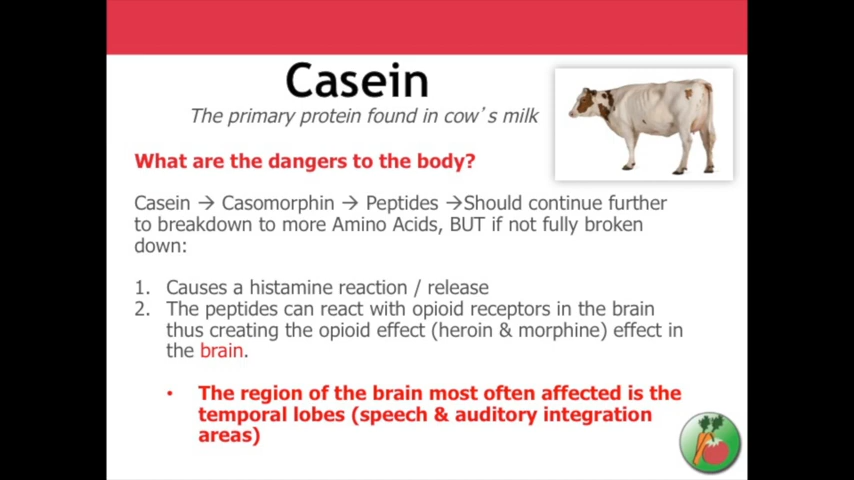 Casein
The primary protein found in cow's milk
What are the dangers to the body?
Casein → Casomorphin → Peptides →Should continue further
to breakdown to more Amino Acids, BUT if not fully broken
down:
1. Causes a histamine reaction / release
2. The peptides can react with opioid receptors in the brain
thus creating the opioid effect (heroin & morphine) effect in
the brain.
• The region of the brain most often affected is the
temporal lobes (speech & auditory integration
areas)